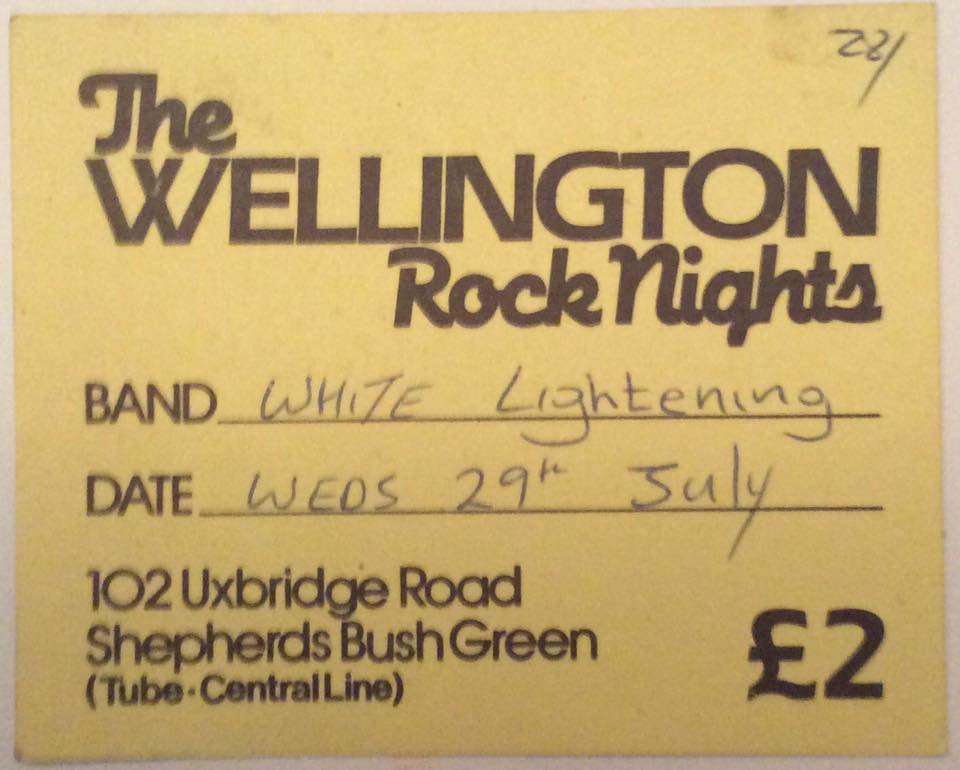 28/
The
WELLINGTON
Rock Nights
BAND WHITE Lightening
DATE WEDS 29th July
102 Uxbridge Road
Shepherds Bush Green
(Tube·Central Line)
£2